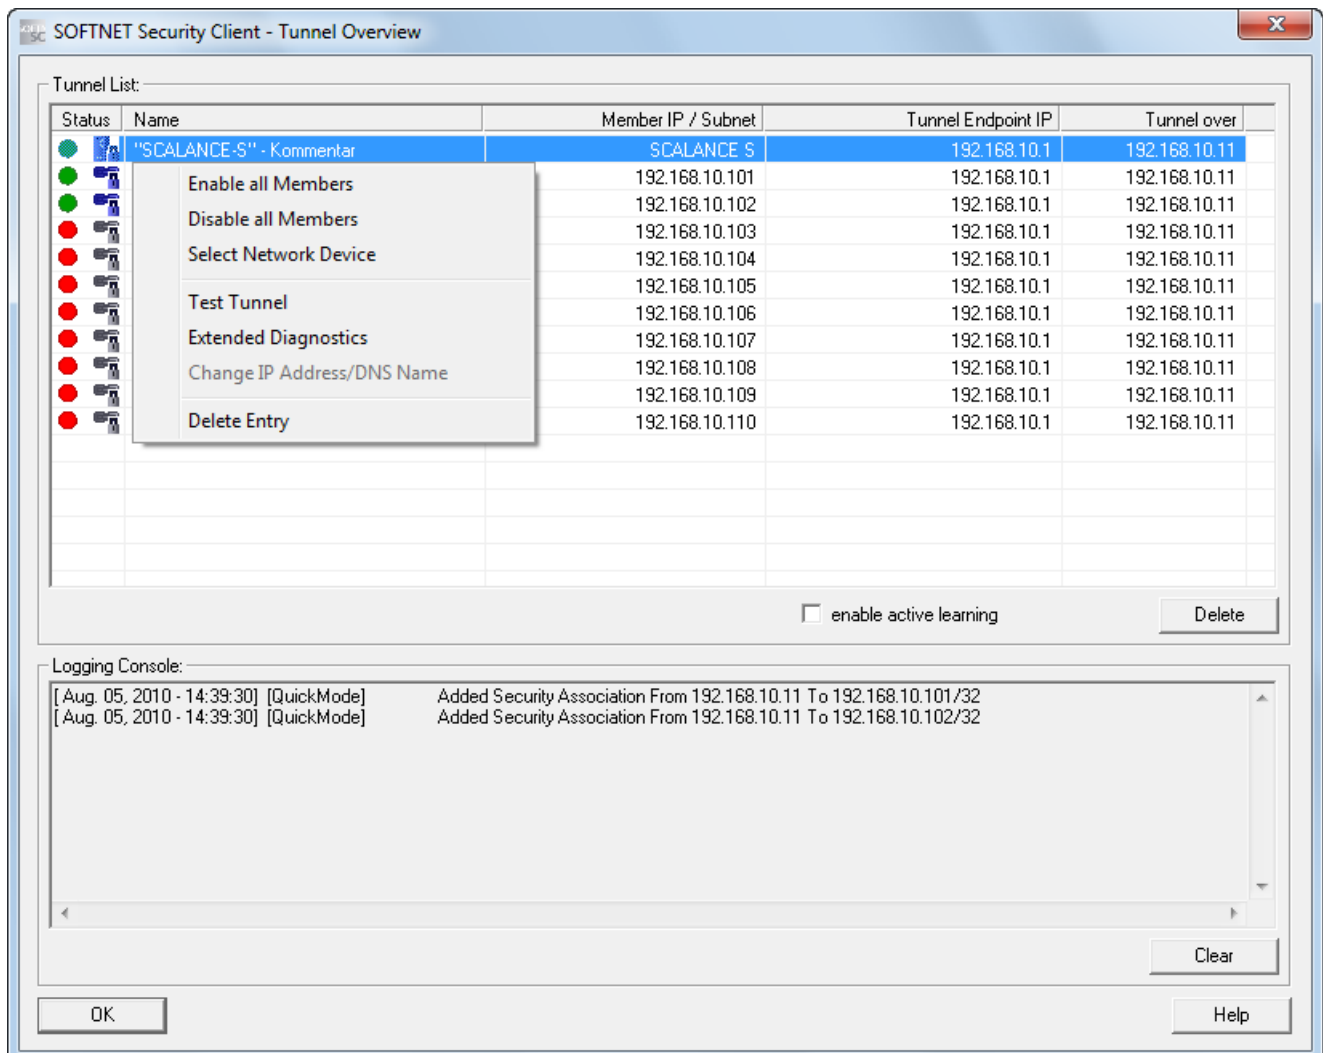 SOFTNET Security Client - Tunnel Overview
Tunnel List:
Status Name Member IP / Subnet Tunnel Endpoint IP Tunnel over
"SCALANCE-S" - Kommentar SCALANCE S 192.168.10.1 192.168.10.11
192.168.10.101 192.168.10.1 192.168.10.11
192.168.10.102 192.168.10.1 192.168.10.11
192.168.10.103 192.168.10.1 192.168.10.11
192.168.10.104 192.168.10.1 192.168.10.11
192.168.10.105 192.168.10.1 192.168.10.11
192.168.10.106 192.168.10.1 192.168.10.11
192.168.10.107 192.168.10.1 192.168.10.11
192.168.10.108 192.168.10.1 192.168.10.11
192.168.10.109 192.168.10.1 192.168.10.11
192.168.10.110 192.168.10.1 192.168.10.11
Enable all Members
Disable all Members
Select Network Device
Test Tunnel
Extended Diagnostics
Change IP Address/DNS Name
Delete Entry
enable active learning
Delete
Logging Console:
[ Aug. 05, 2010 - 14:39:30] [QuickMode] Added Security Association From 192.168.10.11 To 192.168.10.101/32
[ Aug. 05, 2010 - 14:39:30] [QuickMode] Added Security Association From 192.168.10.11 To 192.168.10.102/32
Clear
OK
Help